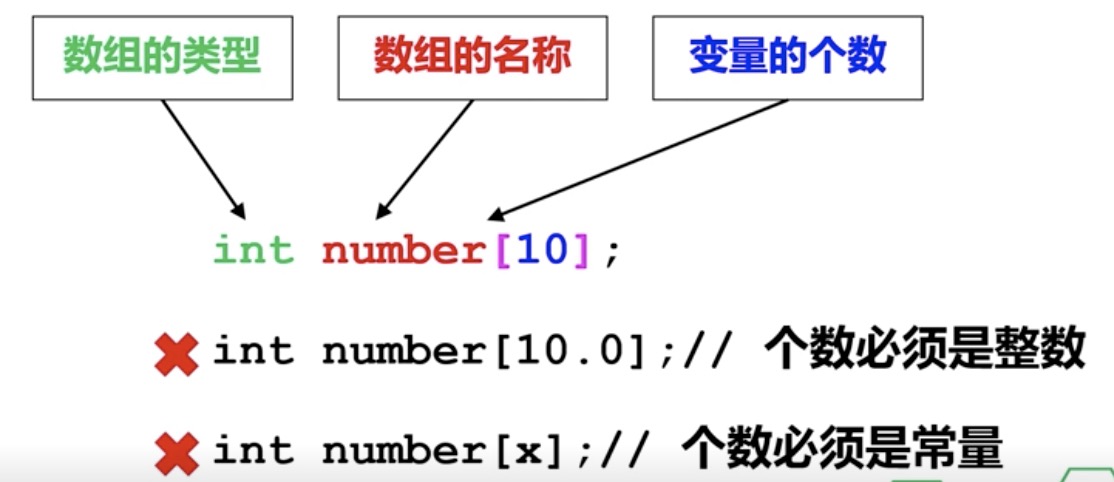 数组的类型 数组的名称 变量的个数
int number[10];
int number[10.0];// 个数必须是整数
int number[x];// 个数必须是常量